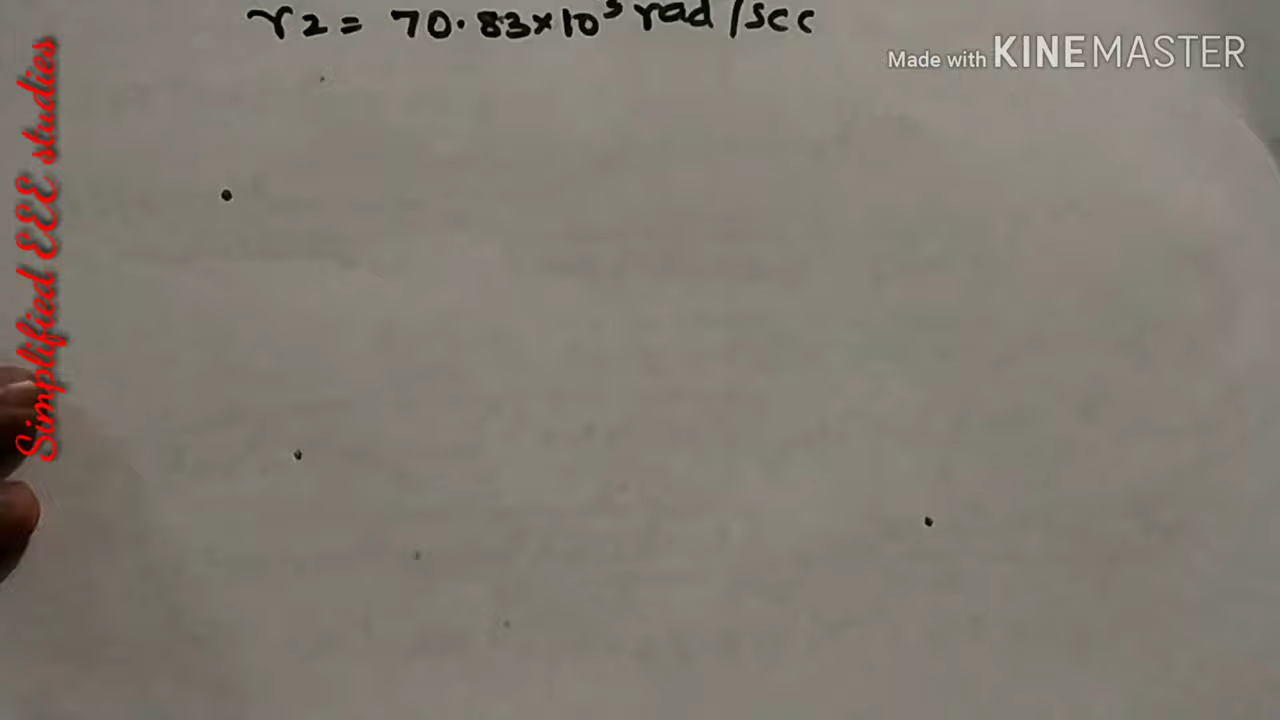 r2 = 70.83×10³ rad/sec
Made with KINEMASTER
Simplified EEE studies